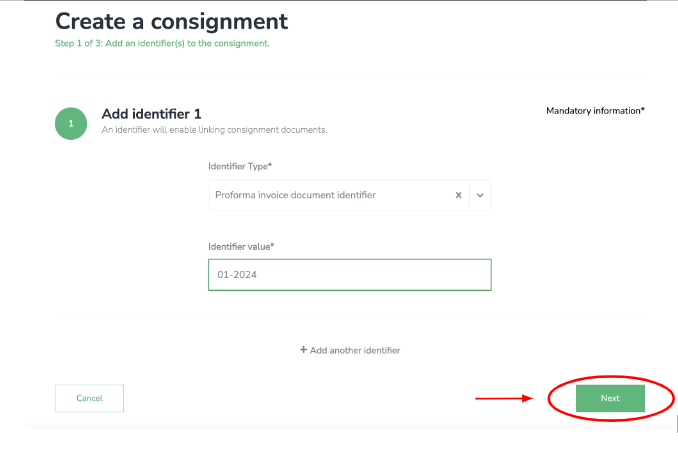 Create a consignment
Step 1 of 3: Add an identifier(s) to the consignment.
1
Add identifier 1
Mandatory information*
An identifier will enable linking consignment documents.
Identifier Type*
Proforma invoice document identifier
Identifier value*
01-2024
+ Add another identifier
Cancel
Next